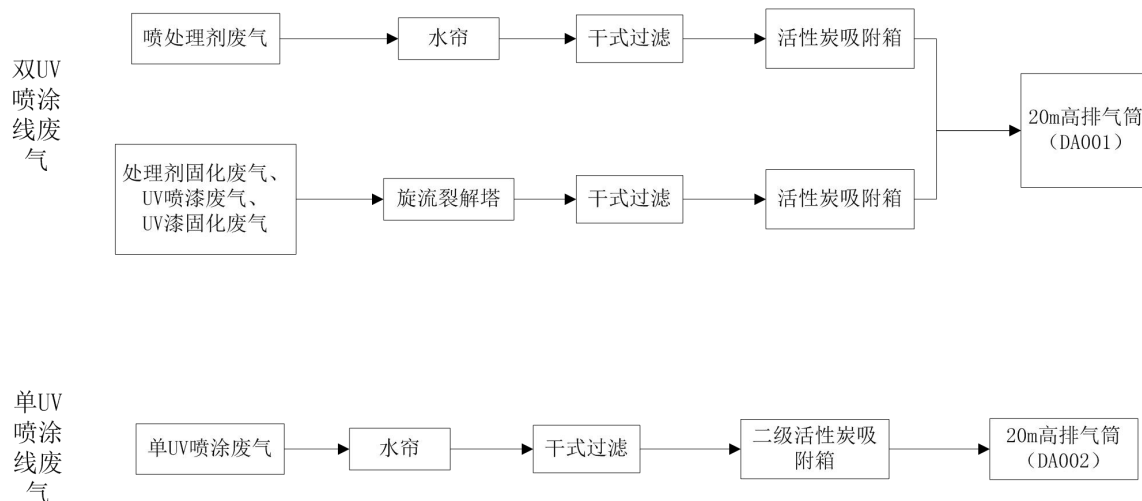 双UV
喷涂
线废
气
喷处理剂废气
水帘
干式过滤
活性炭吸附箱
20m高排气筒
（DA001）
处理剂固化废气、
UV喷漆废气、
UV漆固化废气
旋流裂解塔
干式过滤
活性炭吸附箱
单UV
喷涂
线废
气
单UV喷涂废气
水帘
干式过滤
二级活性炭吸
附箱
20m高排气筒
（DA002）